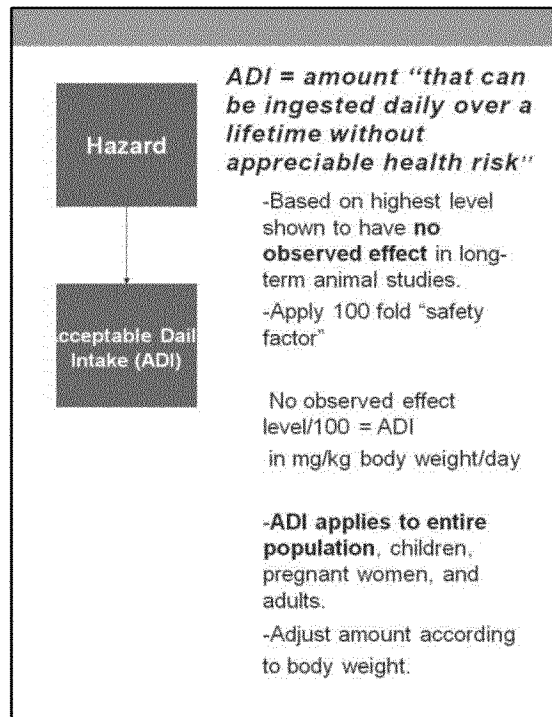 Hazard
cceptable Dail
Intake (ADI)
ADI = amount "that can
be ingested daily over a
lifetime without
appreciable health risk"
-Based on highest level
shown to have no
observed effect in long-
term animal studies.
-Apply 100 fold “safety
factor”
No observed effect
level/100 = ADI
in mg/kg body weight/day
-ADI applies to entire
population, children,
pregnant women, and
adults.
-Adjust amount according
to body weight.